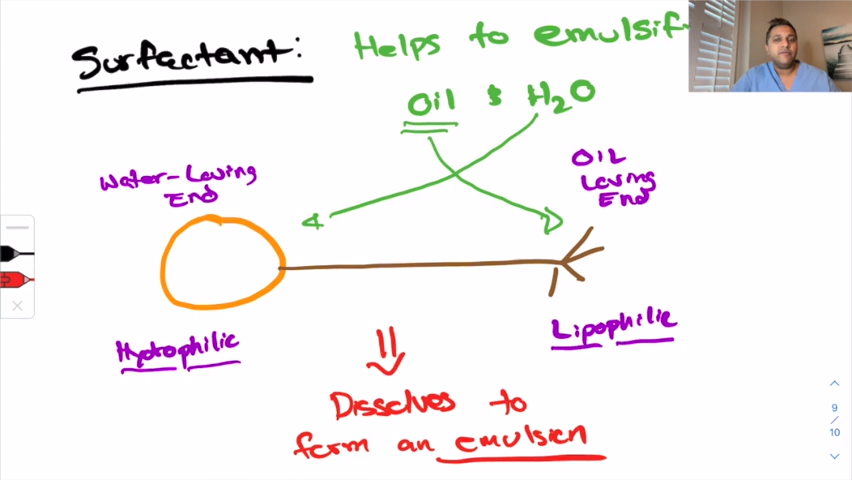 Surfactant:
Helps to emulsif
Oil & H2O
Water-Loving
End
OIL
Loving
End
Hydrophilic
Lipophilic
Dissolves to
form an emulsion
9
/
10